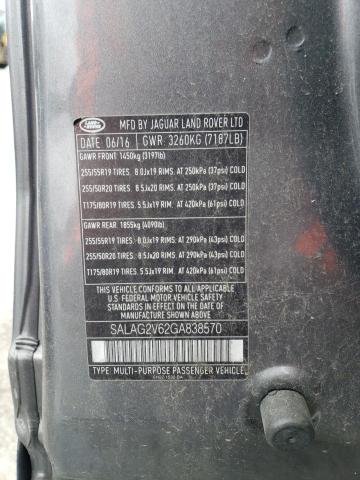 LAND ROVER
MFD BY JAGUAR LAND ROVER LTD
DATE 06/16 GWR: 3260KG (7187LB)
GAWR FRONT 1450kg (3197lb)
255/55R19 TIRES. 8.0Jx19 RIMS. AT 250kPa (37psi) COLD
255/50R20 TIRES. 8.5Jx20 RIMS. AT 250kPa (37psi) COLD
T175/80R19 TIRES. 5.5Jx19 RIM. AT 420kPa (61psi) COLD
GAWR REAR. 1855kg (4090lb)
255/55R19 TIRES. 8.0Jx19 RIMS. AT 290kPa (43psi) COLD
255/50R20 TIRES. 8.5Jx20 RIMS. AT 290kPa (43psi) COLD
T175/80R19 TIRES. 5.5Jx19 RIM. AT 420kPa (61psi) COLD
THIS VEHICLE CONFORMS TO ALL APPLICABLE
U.S. FEDERAL MOTOR VEHICLE SAFETY
STANDARDS IN EFFECT ON THE DATE OF
MANUFACTURE SHOWN ABOVE.
SALAG2V62GA838570
TYPE: MULTI-PURPOSE PASSENGER VEHICLE